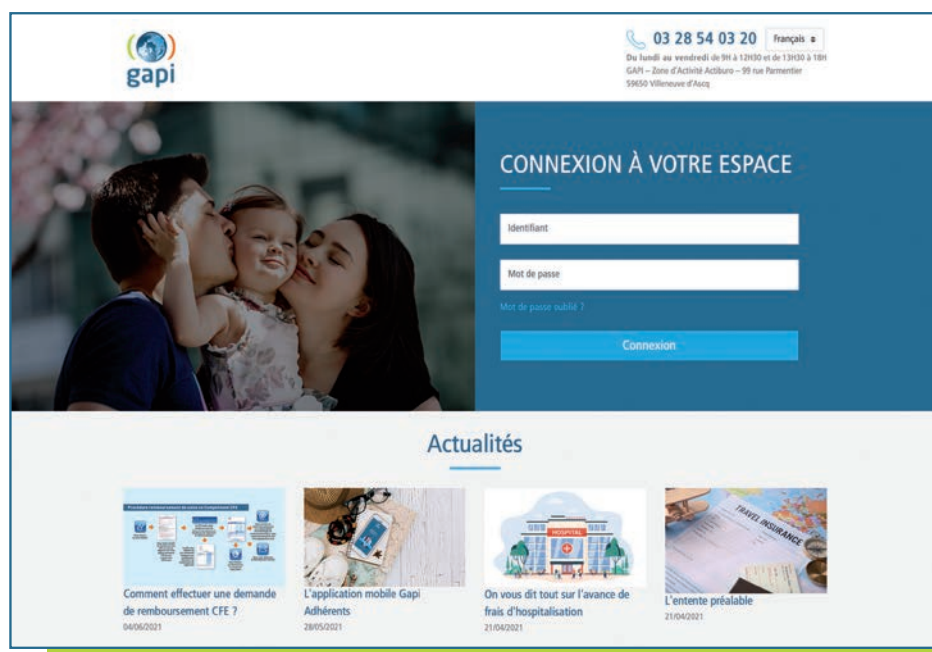 gapi
03 28 54 03 20
Français
Du lundi au vendredi de 9H à 12H30 et de 13H30 à 18H
GAPI – Zone d'Activité Actiburo – 99 rue Parmentier
59650 Villeneuve d'Ascq
CONNEXION À VOTRE ESPACE
Identifiant
Mot de passe
Mot de passe oublié ?
Connexion
Actualités
HOSPITAL
TRAVEL INSURANCE
Comment effectuer une demande
de remboursement CFE ?
04/06/2021
L'application mobile Gapi
Adhérents
28/05/2021
On vous dit tout sur l'avance de
frais d'hospitalisation
21/04/2021
L'entente préalable
21/04/2021